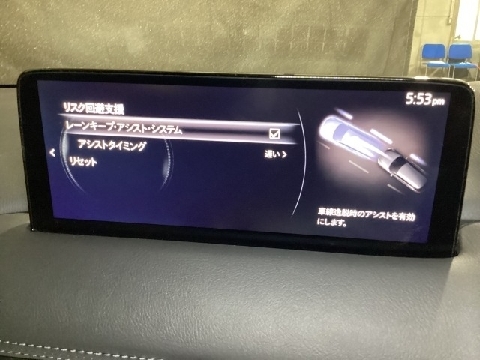 5:53pm
リスク回避支援
レーンキープ・アシスト・システム
アシストタイミング
遅い
リセット
車線逸脱時のアシストを有効
にします。